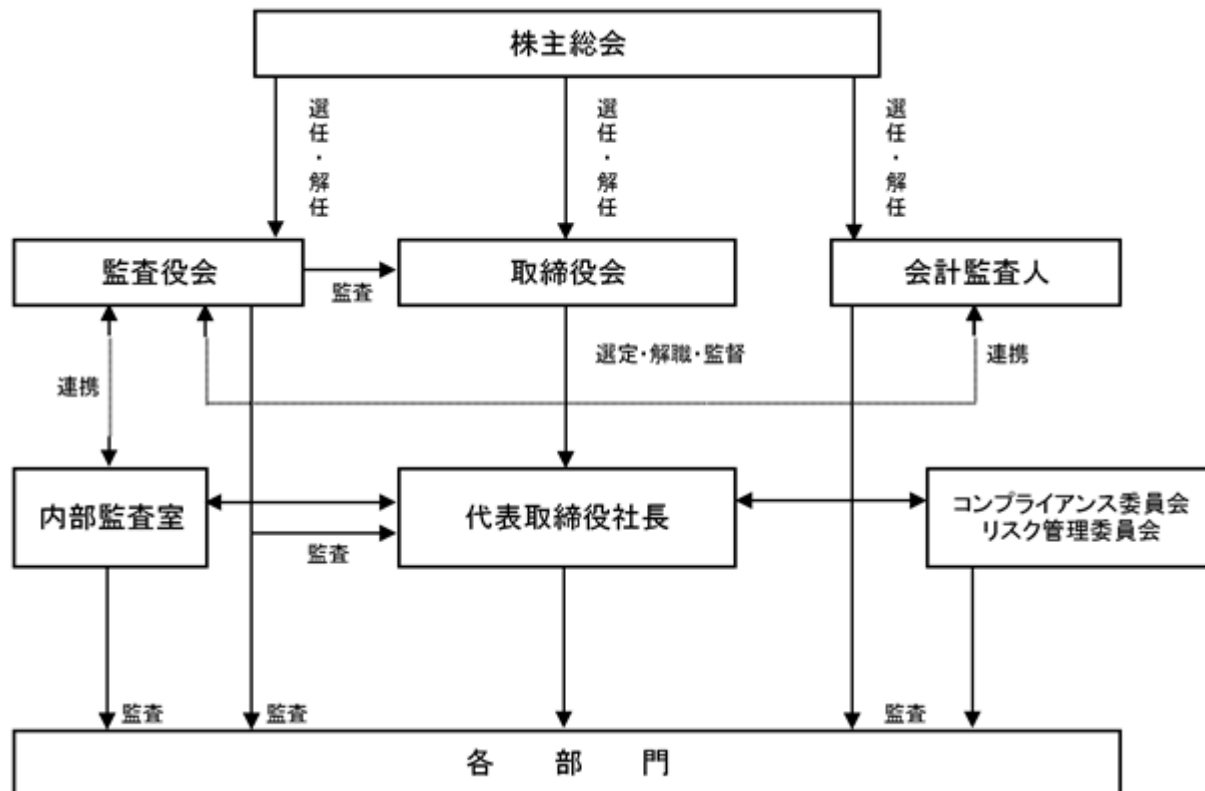 株主総会
選任・解任
選任・解任
選任・解任
監査役会
監査
取締役会
会計監査人
選定・解職・監督
連携
連携
内部監査室
代表取締役社長
コンプライアンス委員会
リスク管理委員会
監査
監査
監査
監査
各部門